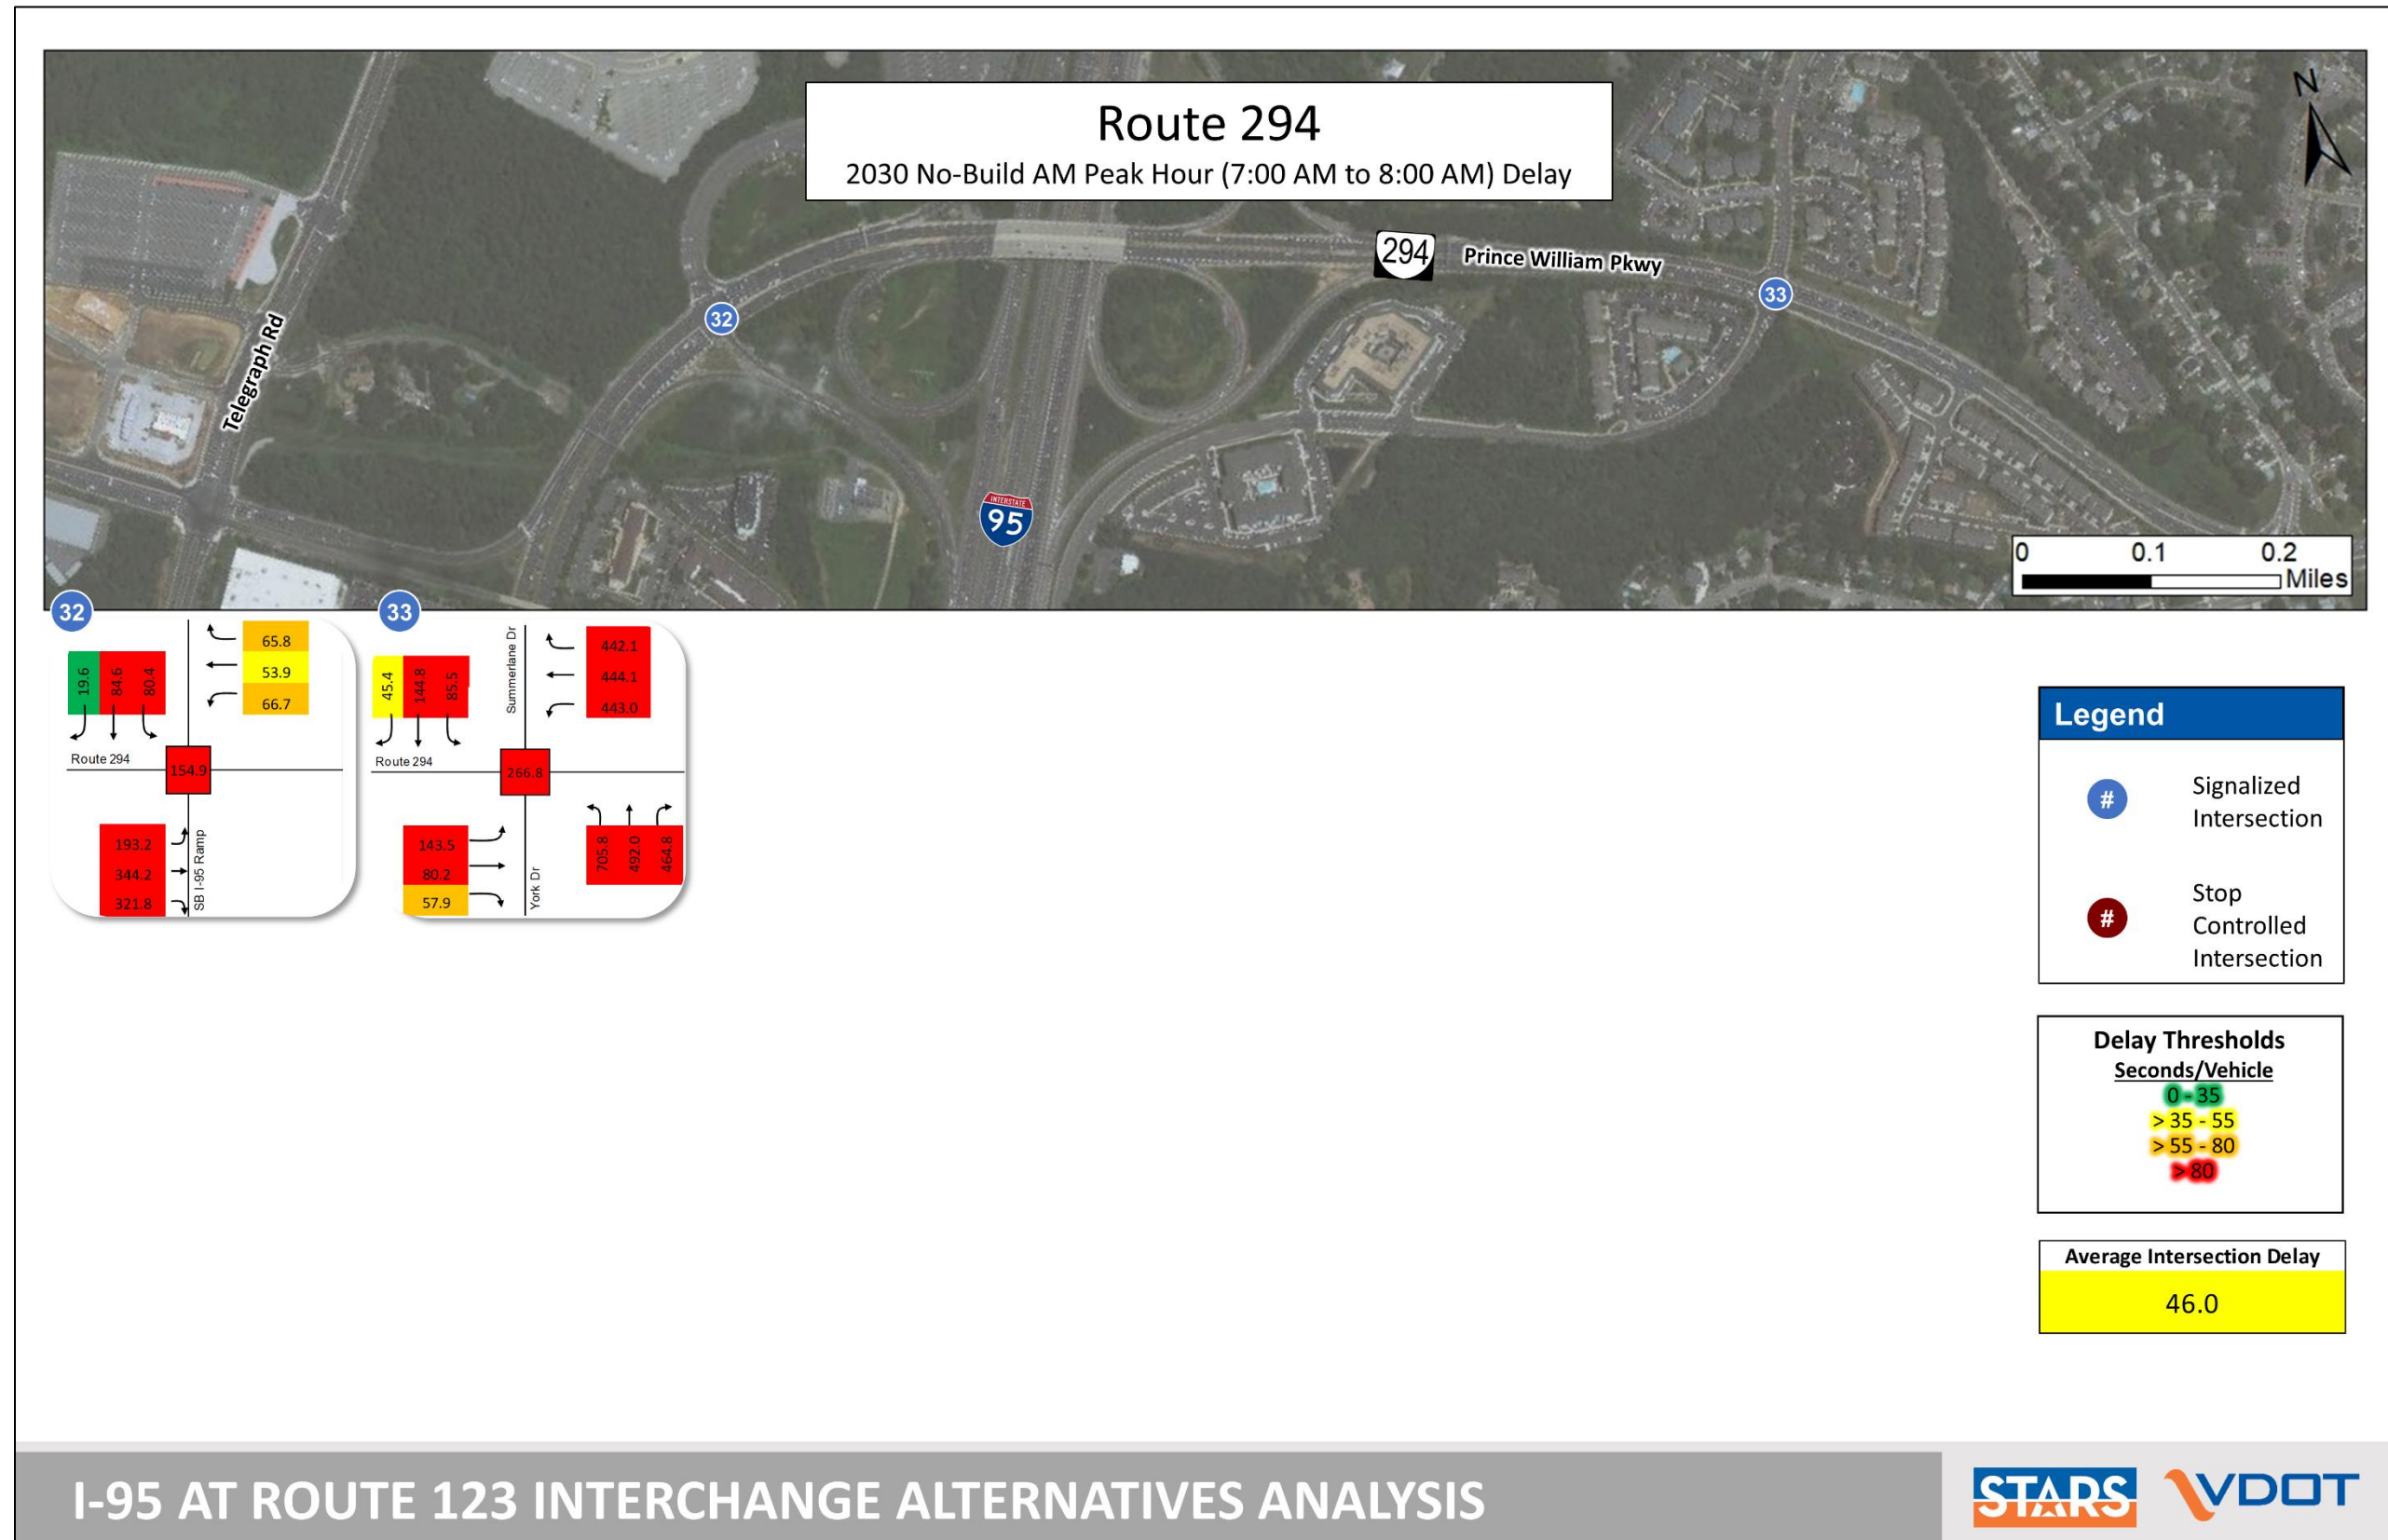 Route 294
2030 No-Build AM Peak Hour (7:00 AM to 8:00 AM) Delay
N
294
Prince William Pkwy
33
32
Telegraph Rd
INTERSTATE
95
0 0.1 0.2
Miles
32
65.8
53.9
66.7
19.6 84.6 80.4
Route 294
154.9
193.2
344.2
321.8
SB I-95 Ramp
33
Summerlane Dr
442.1
444.1
443.0
45.4 144.8 85.5
Route 294
266.8
143.5
80.2
57.9
York Dr
705.8 492.0 464.8
Legend
# Signalized
Intersection
# Stop
Controlled
Intersection
Delay Thresholds
Seconds/Vehicle
0 - 35
> 35 - 55
> 55 - 80
> 80
Average Intersection Delay
46.0
I-95 AT ROUTE 123 INTERCHANGE ALTERNATIVES ANALYSIS
STARS
VDOT